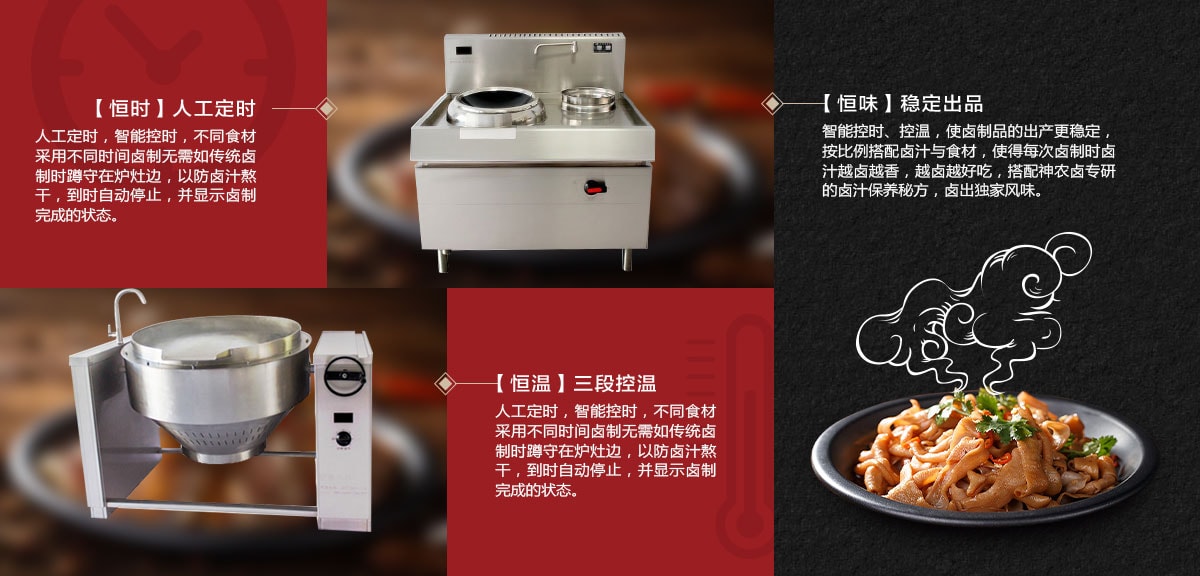 【恒时】人工定时
人工定时，智能控时，不同食材
采用不同时间卤制无需如传统卤
制时蹲守在炉灶边，以防卤汁熬
干，到时自动停止，并显示卤制
完成的状态。
【恒味】稳定出品
智能控时、控温，使卤制品的出产更稳定，
按比例搭配卤汁与食材，使得每次卤制时卤
汁越卤越香，越卤越好吃，搭配神农卤专研
的卤汁保养秘方，卤出独家风味。
【恒温】三段控温
人工定时，智能控时，不同食材
采用不同时间卤制无需如传统卤
制时蹲守在炉灶边，以防卤汁熬
干，到时自动停止，并显示卤制
完成的状态。